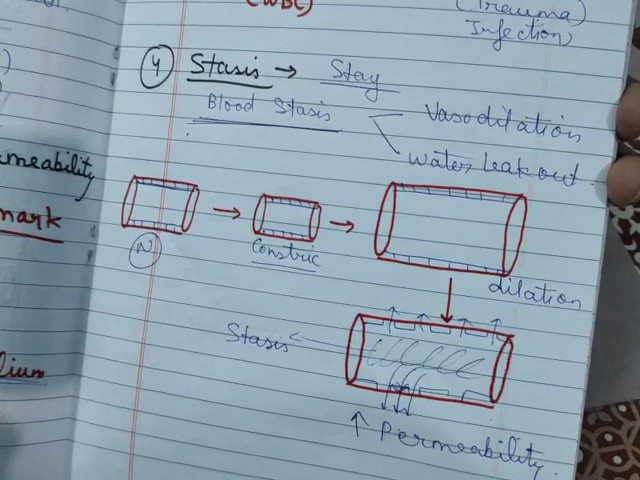 (WBC)
(Trauma)
Infection
4 Stasis → Stay
Blood Stasis
Vasodilation
water leak out.
meability
mark
N
Constric
dilation
Stasis
lium
↑ Permeability.